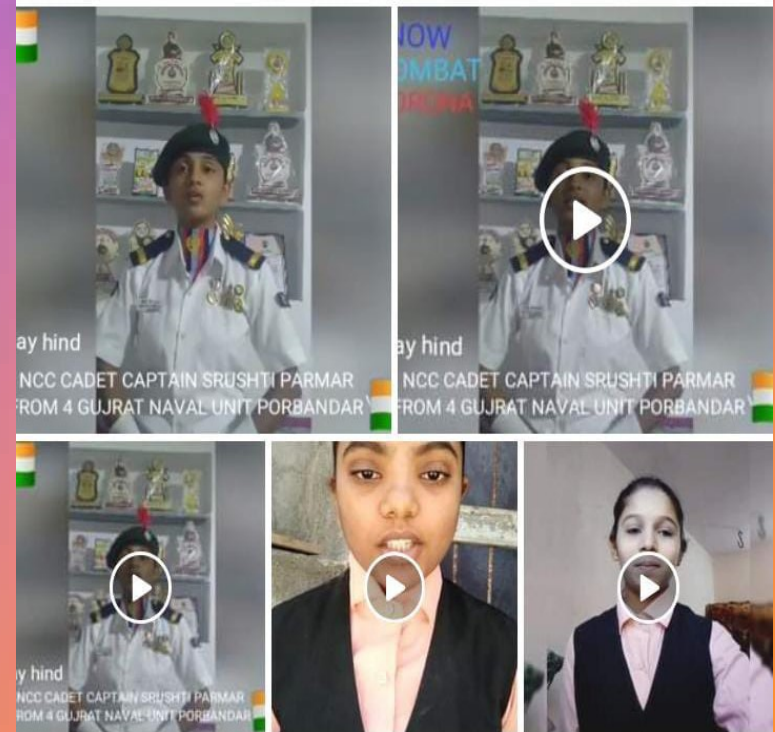 ay hind
NCC CADET CAPTAIN SRUSHTI PARMAR
FROM 4 GUJRAT NAVAL UNIT PORBANDAR
NOW
OMBAT
ORONA
ay hind
NCC CADET CAPTAIN SRUSHTI PARMAR
FROM 4 GUJRAT NAVAL UNIT PORBANDAR
y hind
NCC CADET CAPTAIN SRUSHTI PARMAR
ROM 4 GUJRAT NAVAL UNIT PORBANDAR